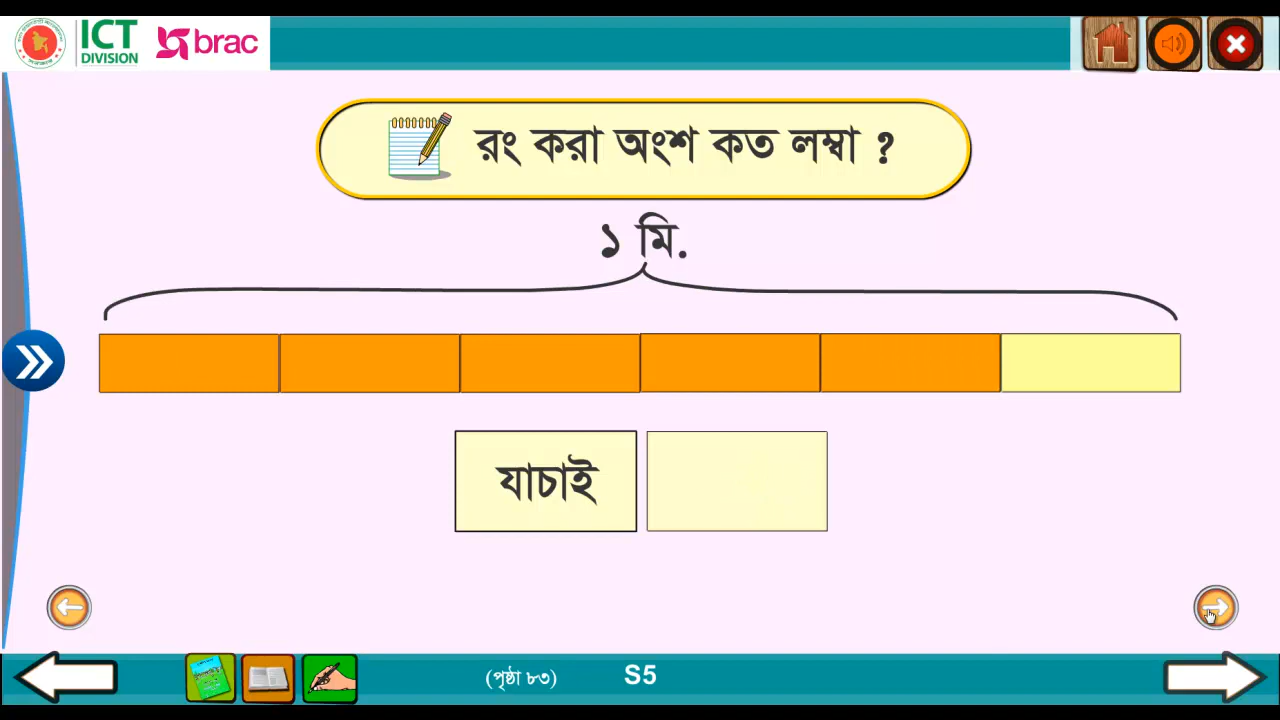 ICT
DIVISION
brac
রং করা অংশ কত লম্বা ?
১ মি.
যাচাই
(পৃষ্ঠা ৮৩)
S5